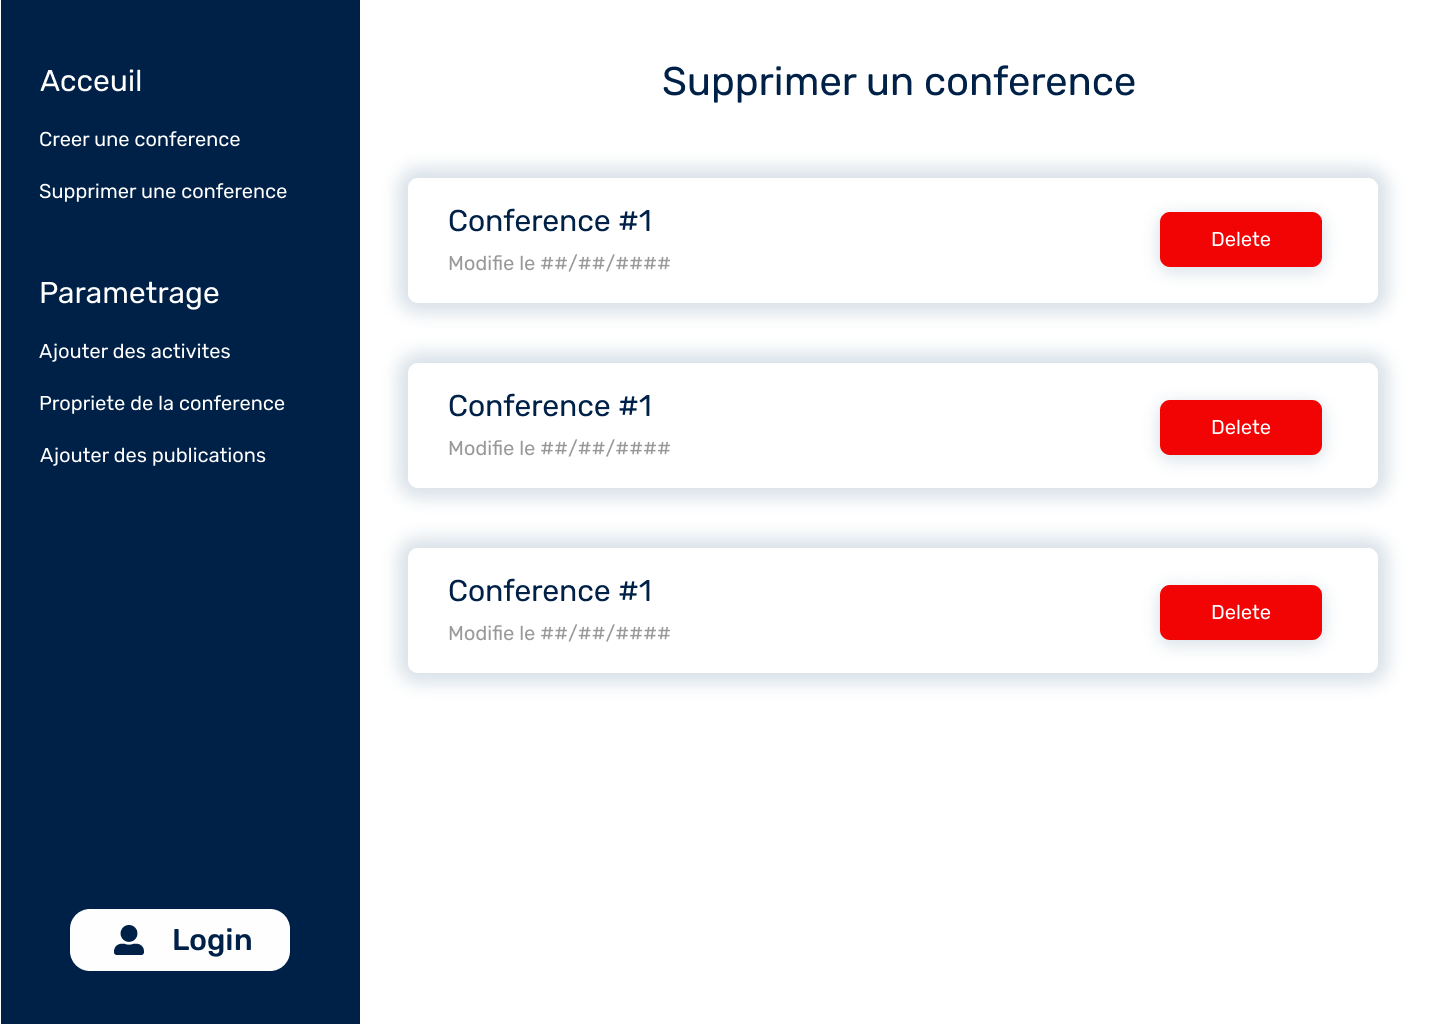 Acceuil
Creer une conference
Supprimer une conference
Parametrage
Ajouter des activites
Propriete de la conference
Ajouter des publications
Login
Supprimer un conference
Conference #1
Modifie le ##/##/####
Delete
Conference #1
Modifie le ##/##/####
Delete
Conference #1
Modifie le ##/##/####
Delete